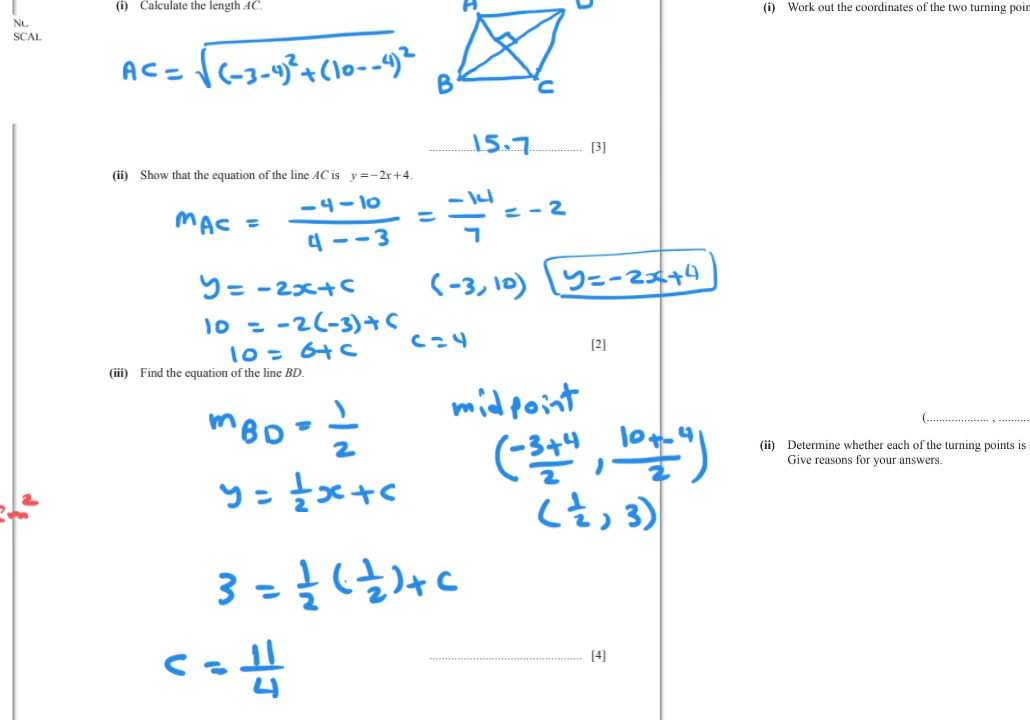 (i) Calculate the length AC.
NO
SCAL
AC = √(-3-4)²+(10--4)²
A
B
C
15.7 [3]
(ii) Show that the equation of the line AC is y = −2x + 4.
mAC = -4-10 / 4--3 = -14/7 = -2
y = -2x+c (-3, 10) y=-2x+4
10 = -2(-3)+c
10 = 6+c c=4
[2]
(iii) Find the equation of the line BD.
mBD = 1/2
midpoint
(-3+4/2 , 10+-4/2)
y = 1/2x+c
(1/2, 3)
m²
3 = 1/2(1/2)+c
c = 11/4
[4]
(i) Work out the coordinates of the two turning
(.................... , ..........
(ii) Determine whether each of the turning points is
Give reasons for your answers.